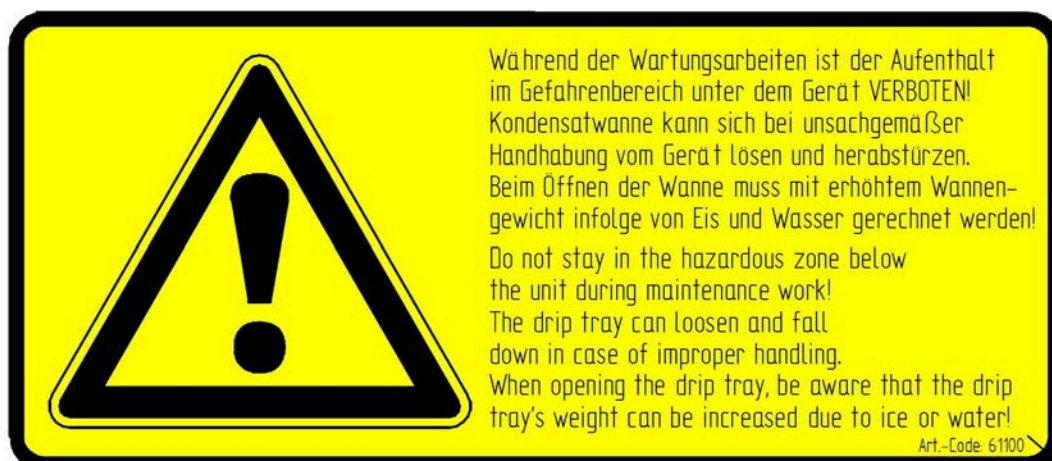 Während der Wartungsarbeiten ist der Aufenthalt
im Gefahrenbereich unter dem Gerät VERBOTEN!
Kondensatwanne kann sich bei unsachgemäßer
Handhabung vom Gerät lösen und herabstürzen.
Beim Öffnen der Wanne muss mit erhöhtem Wannen-
gewicht infolge von Eis und Wasser gerechnet werden!
Do not stay in the hazardous zone below
the unit during maintenance work!
The drip tray can loosen and fall
down in case of improper handling.
When opening the drip tray, be aware that the drip
tray's weight can be increased due to ice or water!
Art.-Code: 61100